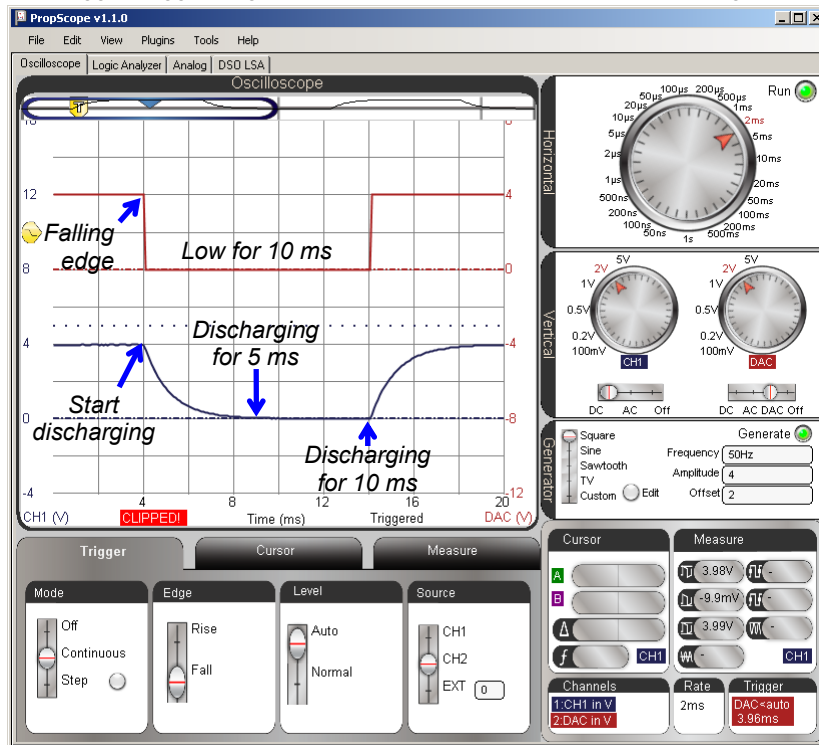 PropScope v1.1.0
File Edit View Plugins Tools Help
Oscilloscope Logic Analyzer Analog DSO LSA
Oscilloscope
T
12
8
4
0
-4
4
0
-4
-8
-12
Falling
edge
Low for 10 ms
Discharging
for 5 ms
Start
discharging
Discharging
for 10 ms
4 8 12 16 20
CH1 (V) CLIPPED! Time (ms) Triggered DAC (V)
Horizontal
Run
100µs 200µs
50µs 500µs
20µs 1ms
10µs 2ms
5µs 5ms
2µs 10ms
1µs 20ms
500ns 50ms
200ns 100ms
100ns 200ms
50ns 1s 500ms
Vertical
5V
2V
1V
0.5V
0.2V
100mV
CH1
DC AC Off
5V
2V
1V
0.5V
0.2V
100mV
DAC
DC AC DAC Off
Generator
Square
Sine
Sawtooth
TV
Custom Edit
Generate
Frequency 50Hz
Amplitude 4
Offset 2
Trigger Cursor Measure
Mode
Off
Continuous
Step
Edge
Rise
Fall
Level
Auto
Normal
Source
CH1
CH2
EXT 0
Cursor
A
B
Δ
f CH1
Measure
3.98V -
-9.9mV -
3.99V -
- CH1
Channels
1:CH1 in V
2:DAC in V
Rate
2ms
Trigger
DAC<auto
3.96ms